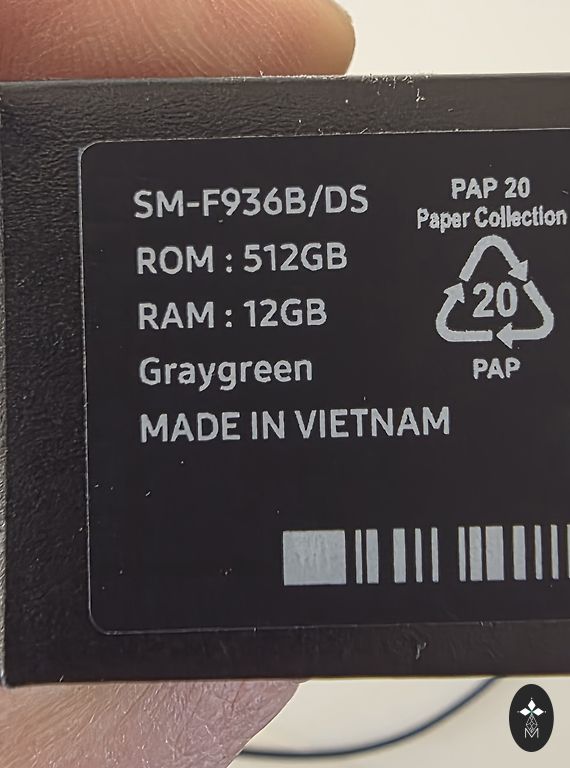 SM-F936B/DS
ROM : 512GB
RAM : 12GB
Graygreen
MADE IN VIETNAM
PAP 20
Paper Collection
20
PAP
M